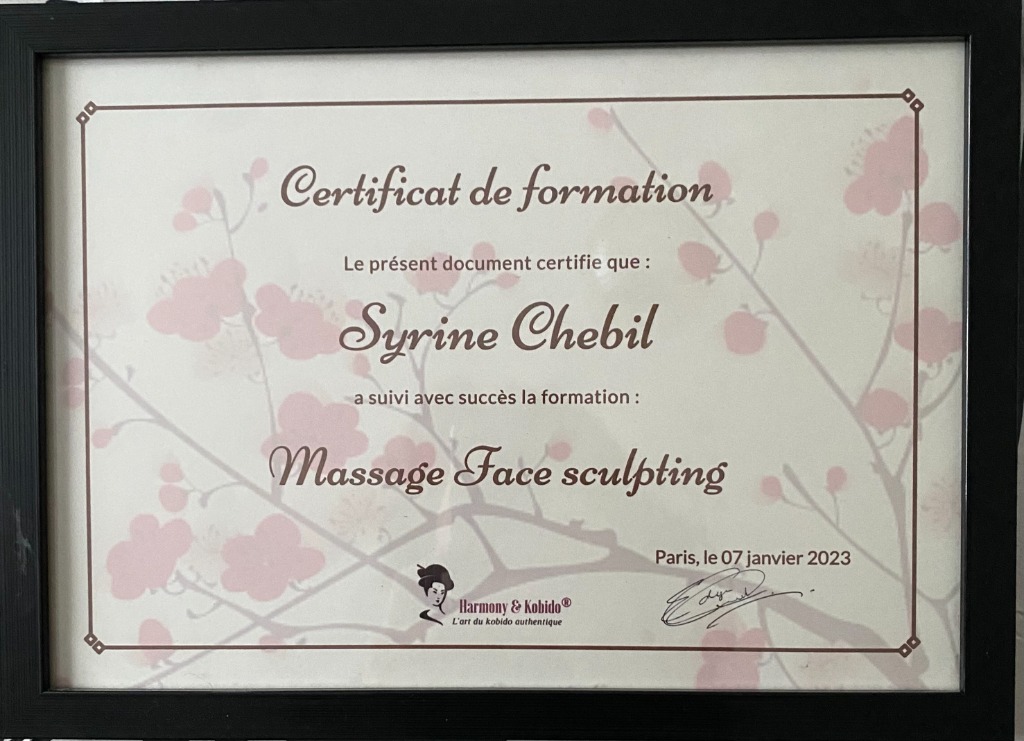 Certificat de formation
Le présent document certifie que :
Syrine Chebil
a suivi avec succès la formation :
Massage Face sculpting
Paris, le 07 janvier 2023
Harmony & Kobido®
L'art du kobido authentique